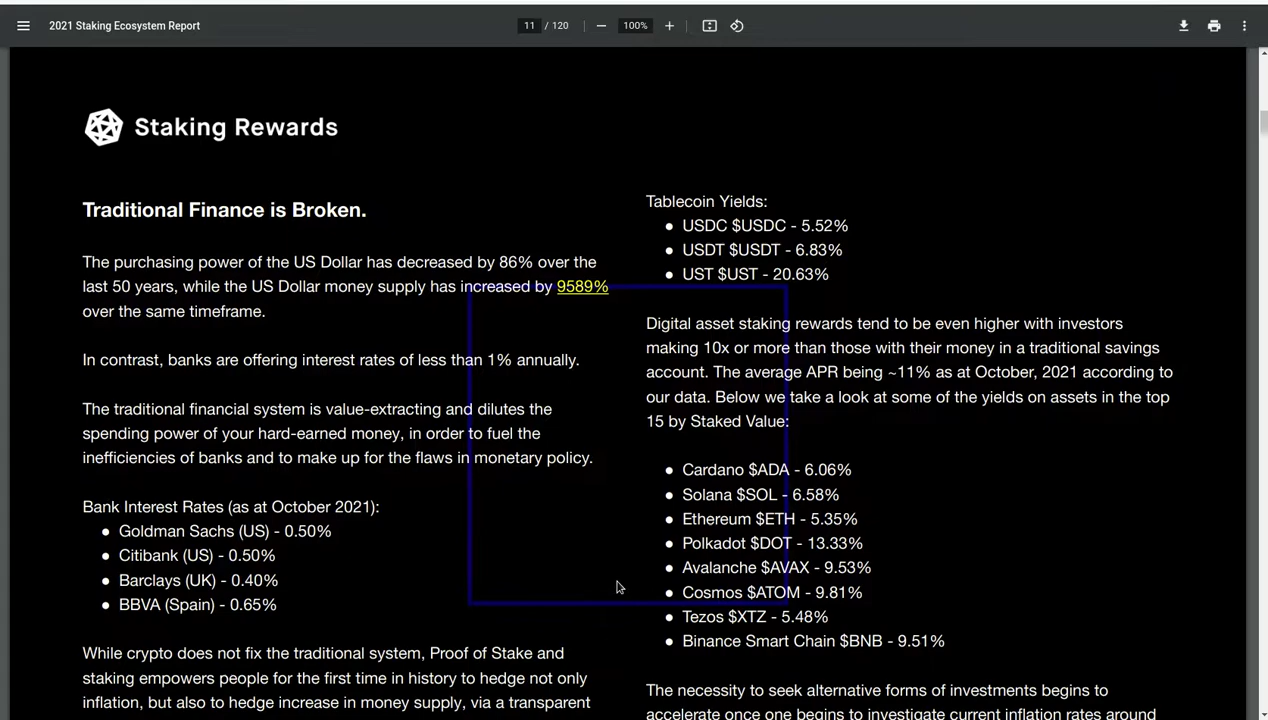 2021 Staking Ecosystem Report
11 / 120
100%
Staking Rewards
Traditional Finance is Broken.
The purchasing power of the US Dollar has decreased by 86% over the
last 50 years, while the US Dollar money supply has increased by 9589%
over the same timeframe.
In contrast, banks are offering interest rates of less than 1% annually.
The traditional financial system is value-extracting and dilutes the
spending power of your hard-earned money, in order to fuel the
inefficiencies of banks and to make up for the flaws in monetary policy.
Bank Interest Rates (as at October 2021):
● Goldman Sachs (US) - 0.50%
● Citibank (US) - 0.50%
● Barclays (UK) - 0.40%
● BBVA (Spain) - 0.65%
While crypto does not fix the traditional system, Proof of Stake and
staking empowers people for the first time in history to hedge not only
inflation, but also to hedge increase in money supply, via a transparent
Tablecoin Yields:
● USDC $USDC - 5.52%
● USDT $USDT - 6.83%
● UST $UST - 20.63%
Digital asset staking rewards tend to be even higher with investors
making 10x or more than those with their money in a traditional savings
account. The average APR being ~11% as at October, 2021 according to
our data. Below we take a look at some of the yields on assets in the top
15 by Staked Value:
● Cardano $ADA - 6.06%
● Solana $SOL - 6.58%
● Ethereum $ETH - 5.35%
● Polkadot $DOT - 13.33%
● Avalanche $AVAX - 9.53%
● Cosmos $ATOM - 9.81%
● Tezos $XTZ - 5.48%
● Binance Smart Chain $BNB - 9.51%
The necessity to seek alternative forms of investments begins to
accelerate once one begins to investigate current inflation rates around